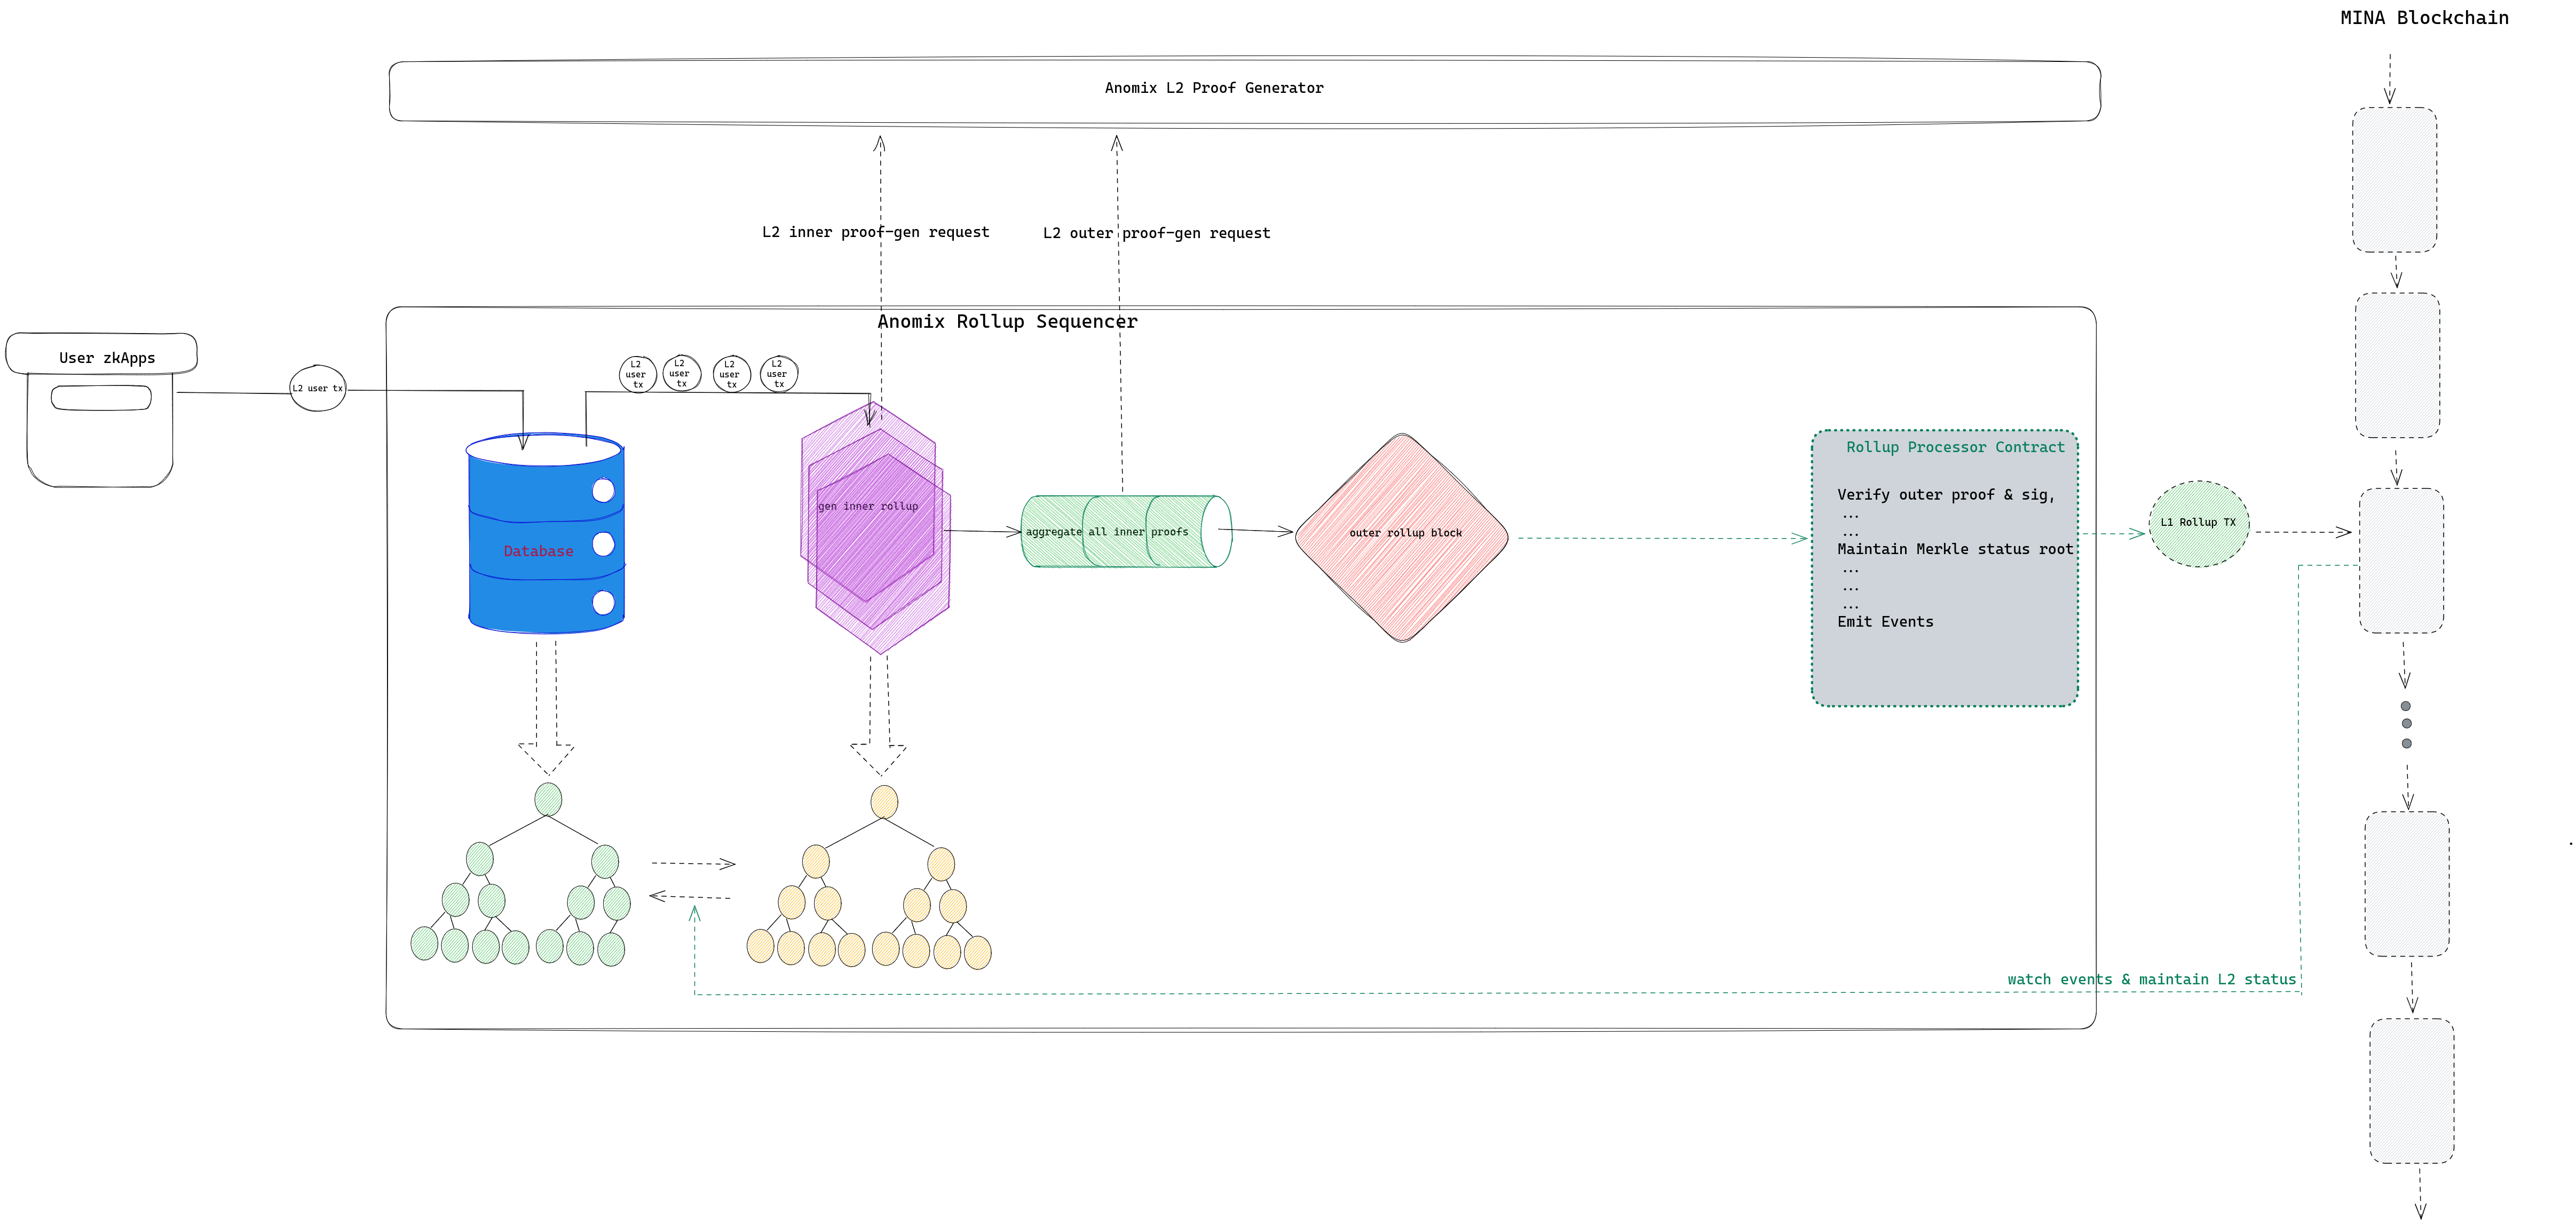 MINA Blockchain
Anomix L2 Proof Generator
L2 inner proof-gen request
L2 outer proof-gen request
Anomix Rollup Sequencer
User zkApps
L2 user tx
L2
user
tx
L2
user
tx
L2
user
tx
L2
user
tx
Database
gen inner rollup
aggregate all inner proofs
outer rollup block
Rollup Processor Contract
Verify outer proof & sig,
...
...
Maintain Merkle status root
...
...
...
Emit Events
L1 Rollup TX
watch events & maintain L2 status